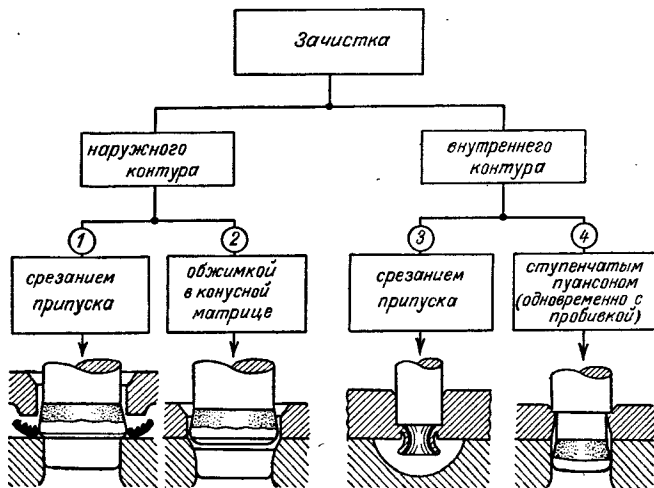 Зачистка
наружного
контура
внутреннего
контура
1
2
3
4
срезанием
припуска
обжимкой
в конусной
матрице
срезанием
припуска
ступенчатым
пуансоном
(одновременно с
пробивкой)